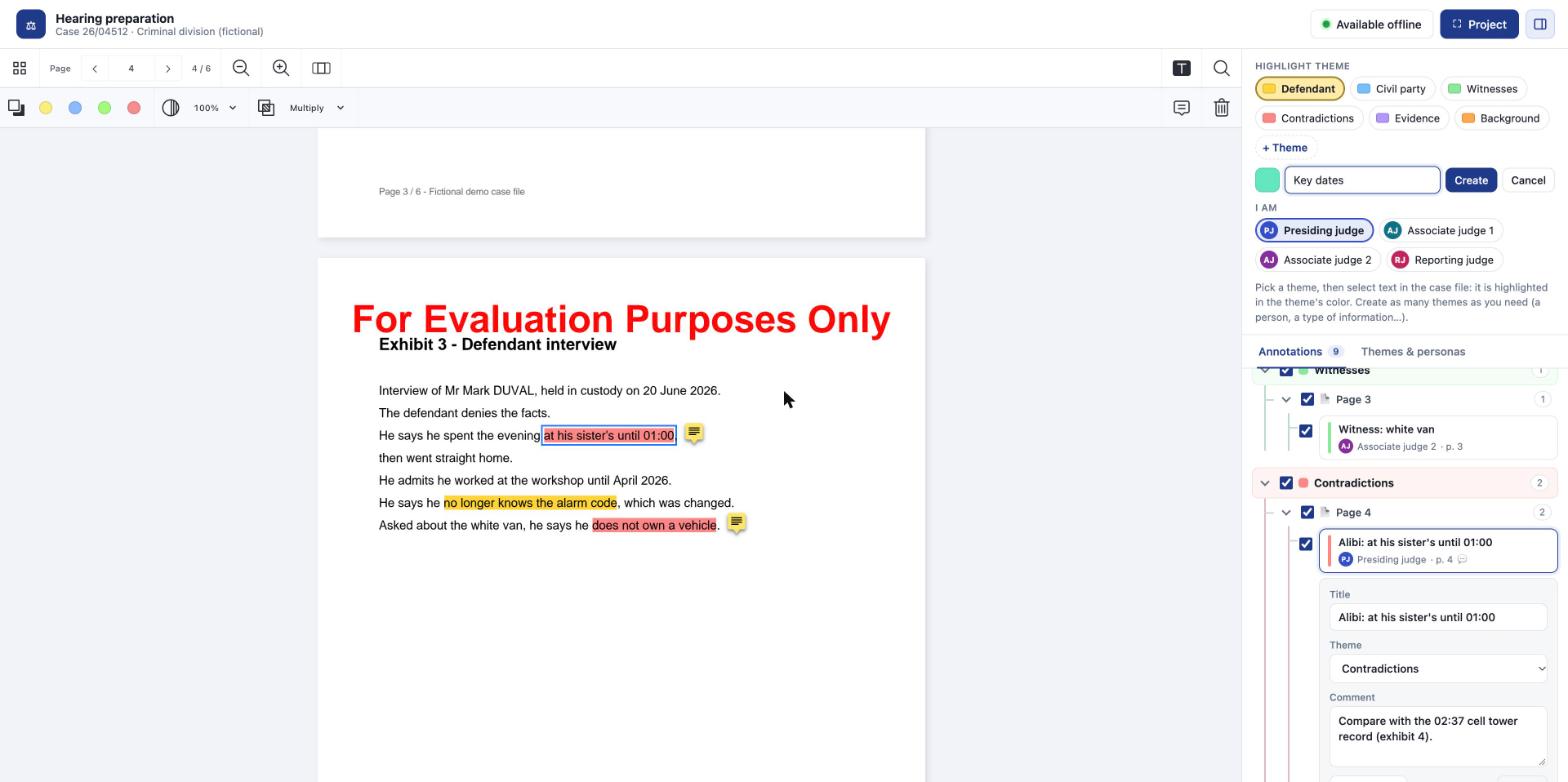 Hearing preparation
Case 26/04512 · Criminal division (fictional)
Available offline
Project
Page
4
4 / 6
T
100%
Multiply
Page 3 / 6 - Fictional demo case file
For Evaluation Purposes Only
Exhibit 3 - Defendant interview
Interview of Mr Mark DUVAL, held in custody on 20 June 2026.
The defendant denies the facts.
He says he spent the evening at his sister's until 01:00,
then went straight home.
He admits he worked at the workshop until April 2026.
He says he no longer knows the alarm code, which was changed.
Asked about the white van, he says he does not own a vehicle.
HIGHLIGHT THEME
Defendant
Civil party
Witnesses
Contradictions
Evidence
Background
+ Theme
Key dates
Create
Cancel
I AM
PJ Presiding judge
AJ Associate judge 1
AJ Associate judge 2
RJ Reporting judge
Pick a theme, then select text in the case file: it is highlighted
in the theme's color. Create as many themes as you need (a
person, a type of information...).
Annotations 9
Themes & personas
Witnesses 1
Page 3 1
Witness: white van
AJ Associate judge 2 · p. 3
Contradictions 2
Page 4 2
Alibi: at his sister's until 01:00
PJ Presiding judge · p. 4
Title
Alibi: at his sister's until 01:00
Theme
Contradictions
Comment
Compare with the 02:37 cell tower
record (exhibit 4).